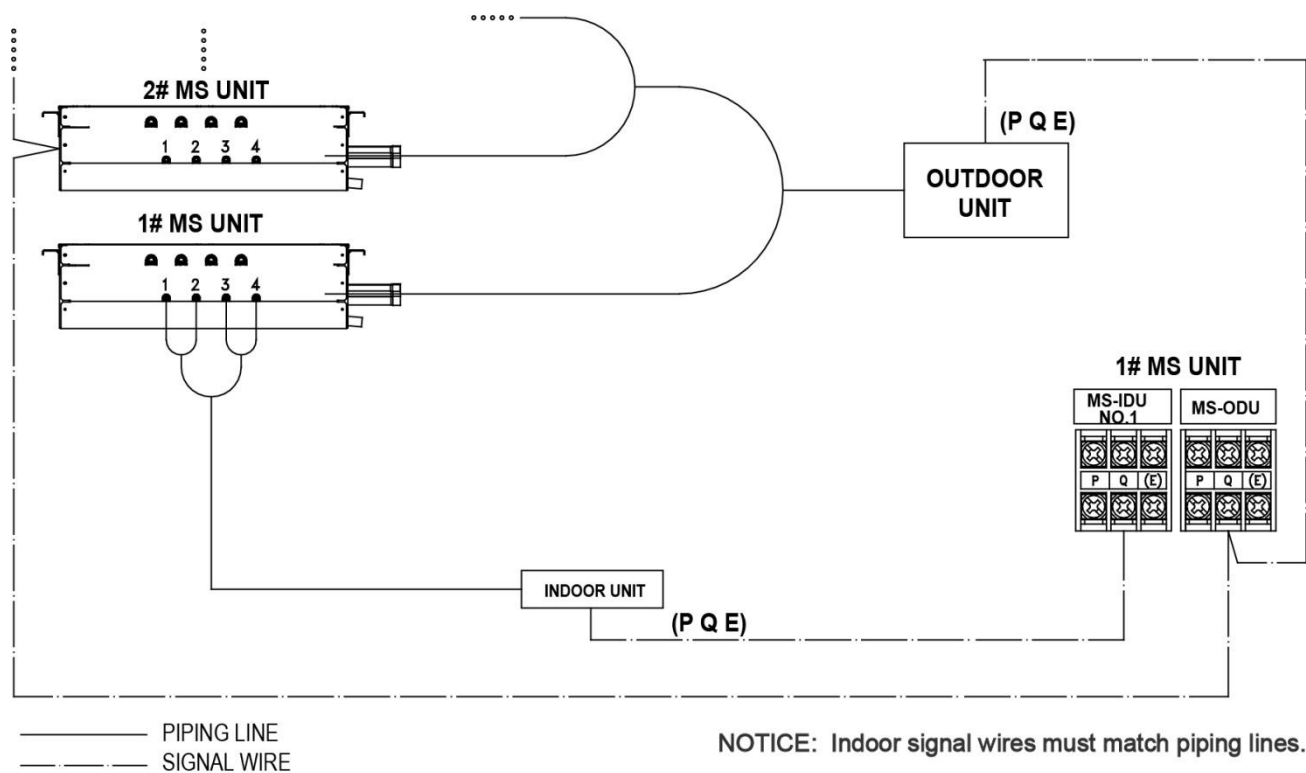 2# MS UNIT
1 2 3 4
(P Q E)
OUTDOOR
UNIT
1# MS UNIT
1 2 3 4
1# MS UNIT
MS-IDU
NO.1
MS-ODU
P Q (E)
P Q (E)
INDOOR UNIT
(P Q E)
PIPING LINE
SIGNAL WIRE
NOTICE: Indoor signal wires must match piping lines.